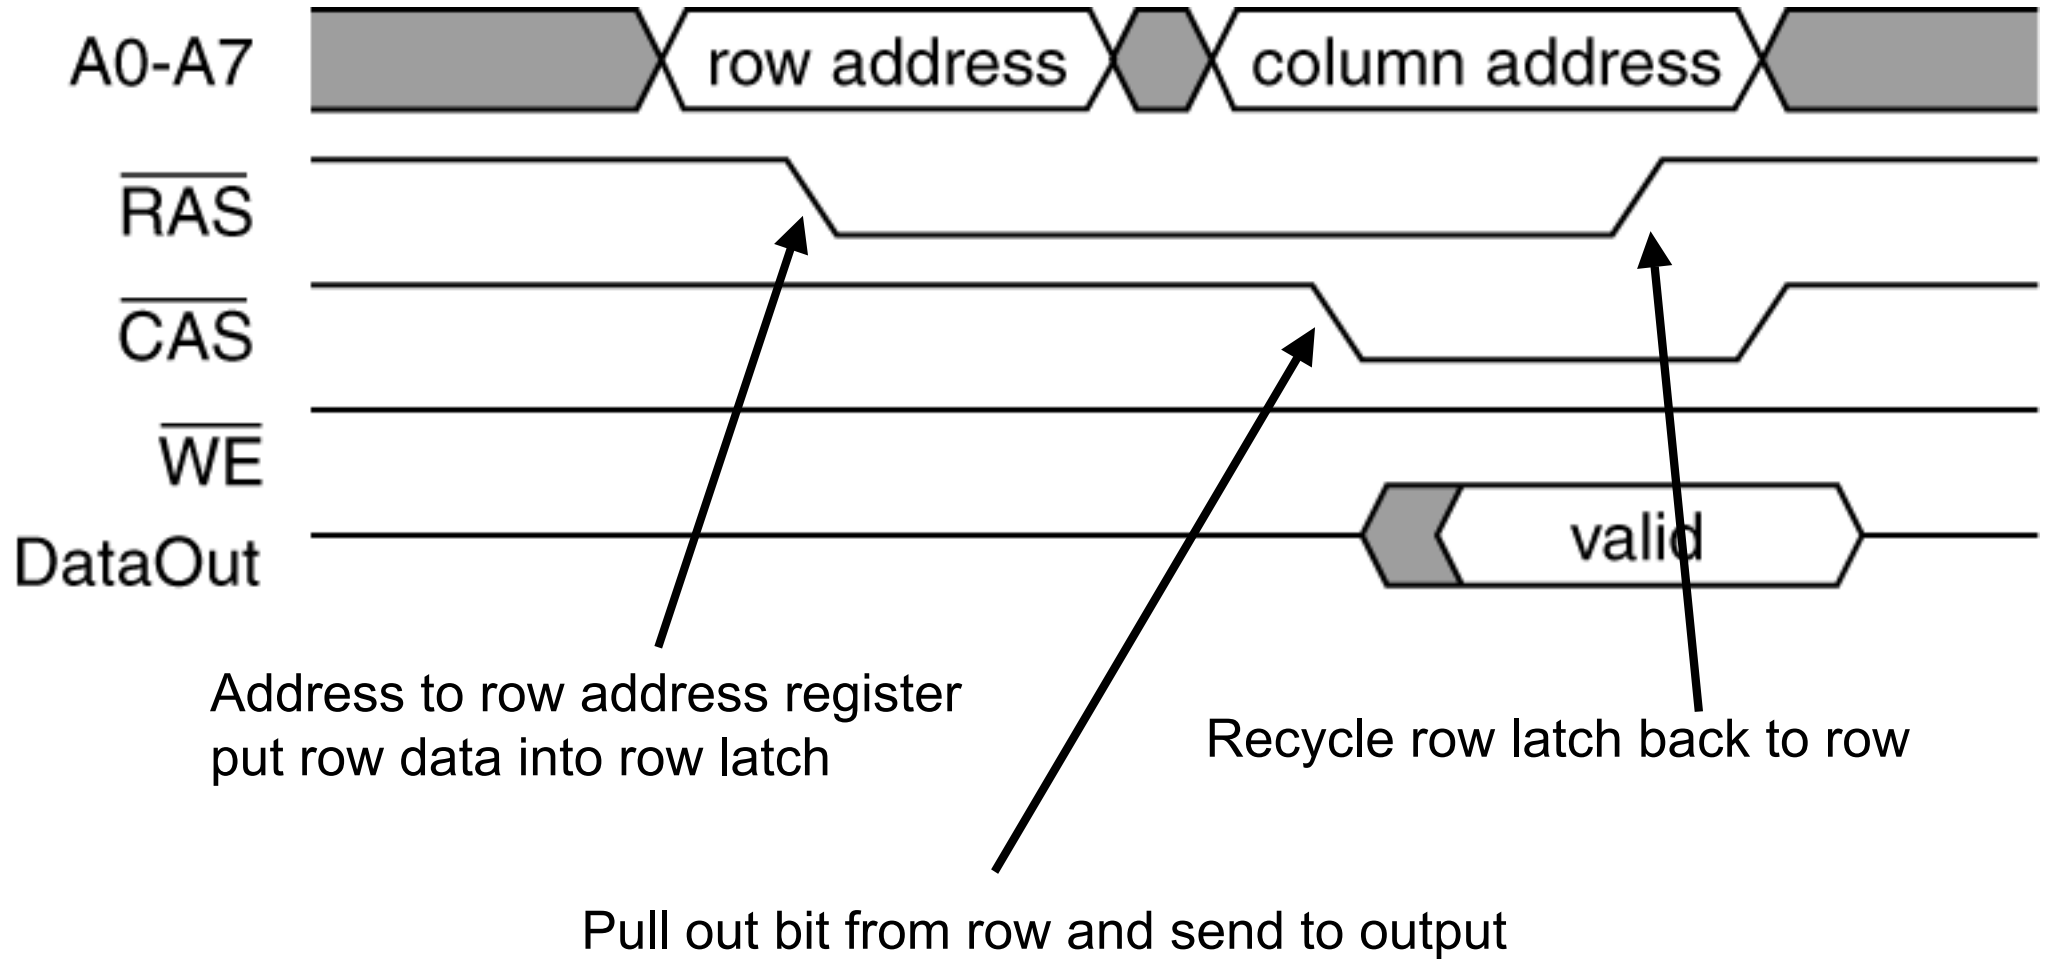 A0-A7
row address
column address
RAS
CAS
WE
DataOut
valid
Address to row address register
put row data into row latch
Recycle row latch back to row
Pull out bit from row and send to output